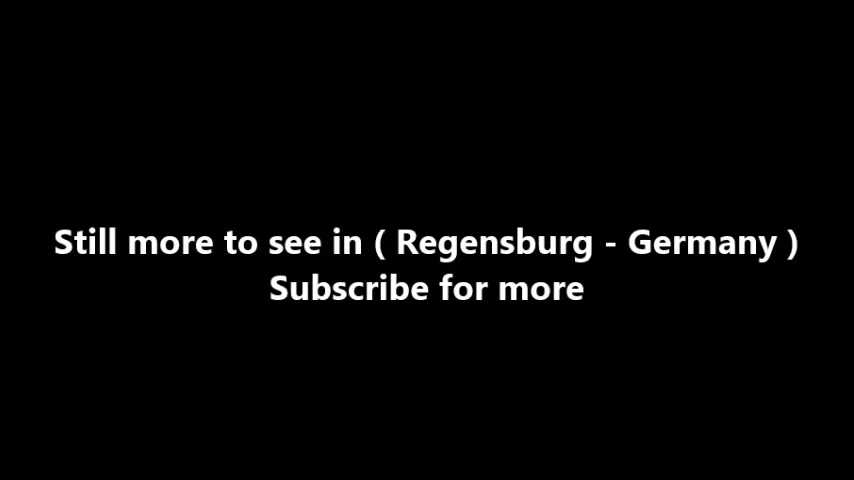 Still more to see in ( Regensburg - Germany )
Subscribe for more